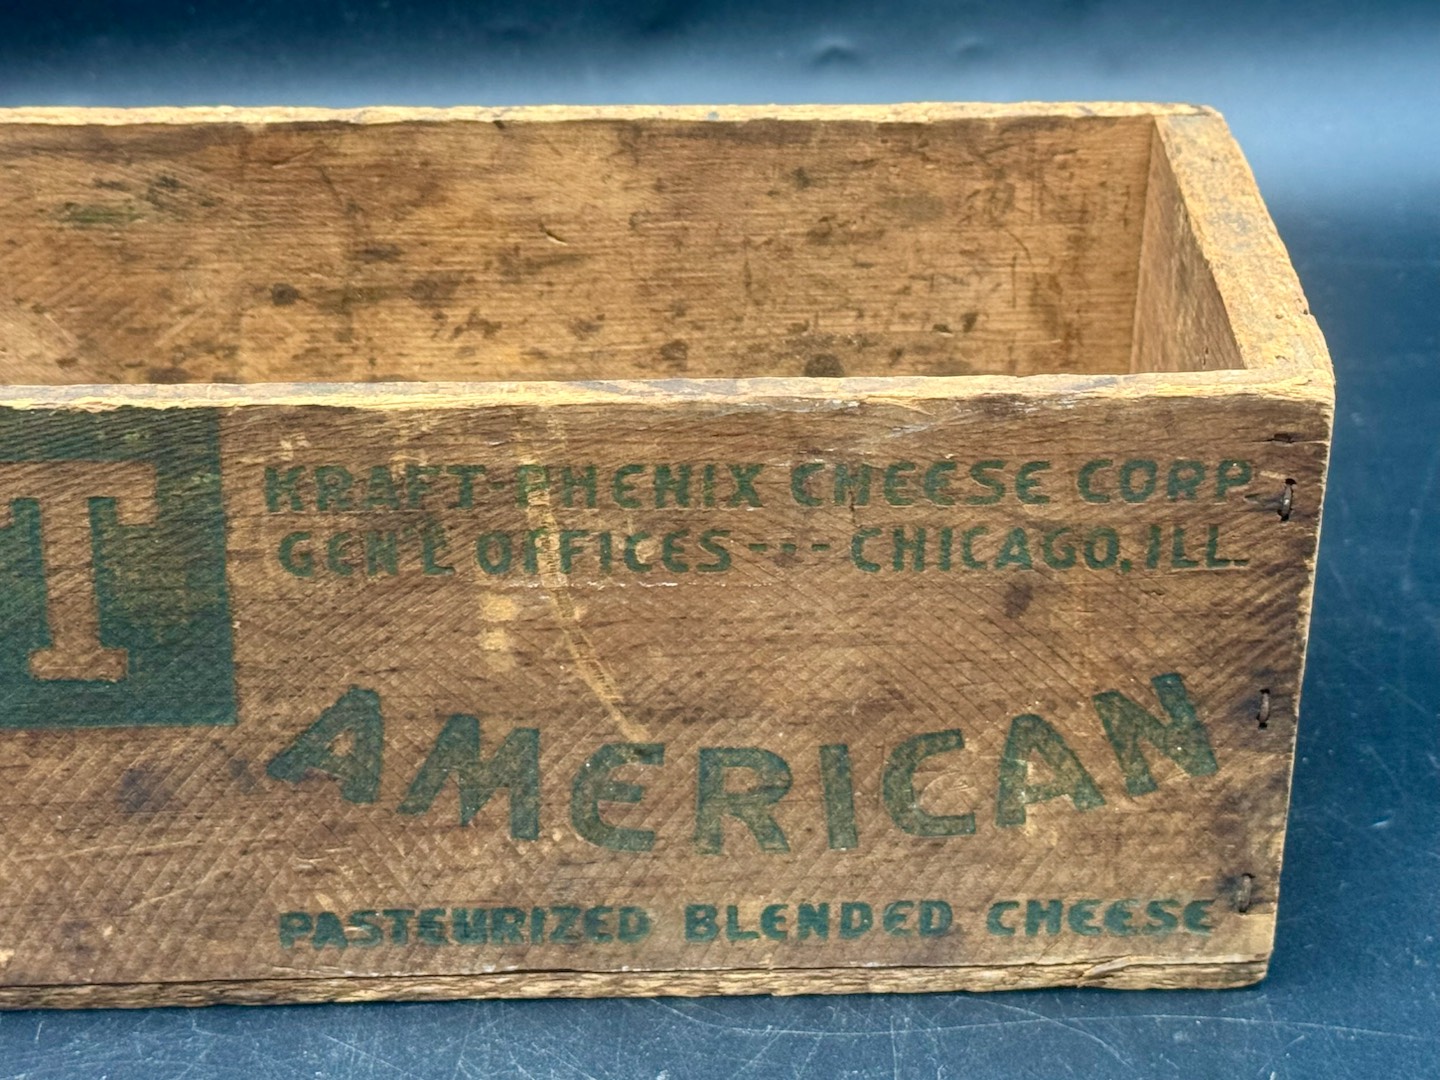 T
KRAFT-PHENIX CHEESE CORP.
GEN'L OFFICES --- CHICAGO, ILL.
AMERICAN
PASTEURIZED BLENDED CHEESE